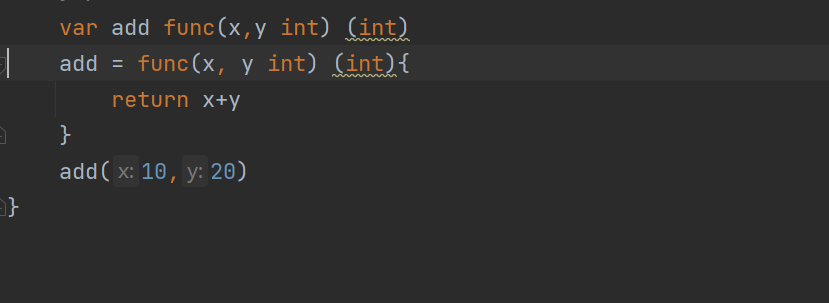 var add func(x,y int) (int)
add = func(x, y int) (int){
return x+y
}
add(x:10,y:20)
}